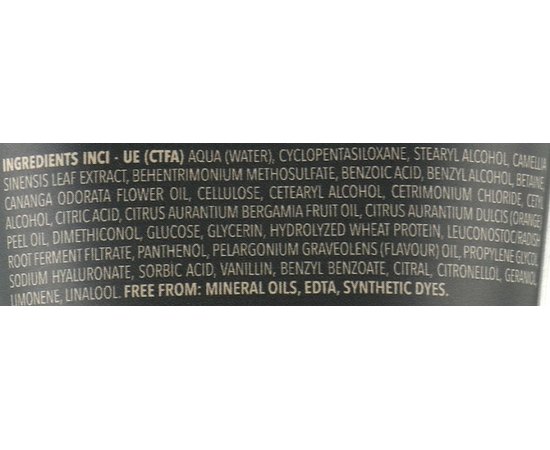 INGREDIENTS INCI - UE (CTFA) AQUA (WATER), CYCLOPENTASILOXANE, STEARYL ALCOHOL, CAMELLIA
SINENSIS LEAF EXTRACT, BEHENTRIMONIUM METHOSULFATE, BENZOIC ACID, BENZYL ALCOHOL, BETAINE,
CANANGA ODORATA FLOWER OIL, CELLULOSE, CETEARYL ALCOHOL, CETRIMONIUM CHLORIDE, CETYL
ALCOHOL, CITRIC ACID, CITRUS AURANTIUM BERGAMIA FRUIT OIL, CITRUS AURANTIUM DULCIS (ORANGE)
PEEL OIL, DIMETHICONOL, GLUCOSE, GLYCERIN, HYDROLYZED WHEAT PROTEIN, LEUCONOSTOC/RADISH
ROOT FERMENT FILTRATE, PANTHENOL, PELARGONIUM GRAVEOLENS (FLAVOUR) OIL, PROPYLENE GLYCOL,
SODIUM HYALURONATE, SORBIC ACID, VANILLIN, BENZYL BENZOATE, CITRAL, CITRONELLOL, GERANIOL,
LIMONENE, LINALOOL. FREE FROM: MINERAL OILS, EDTA, SYNTHETIC DYES.